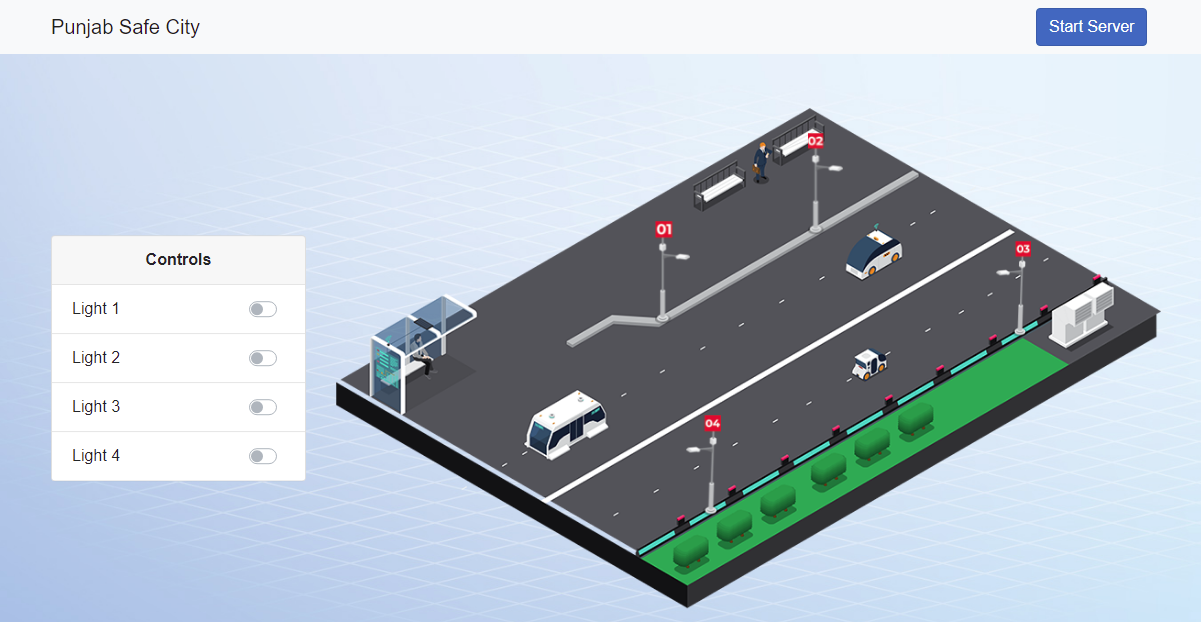 Punjab Safe City
Start Server
02
01
03
Controls
Light 1
Light 2
Light 3
Light 4
04